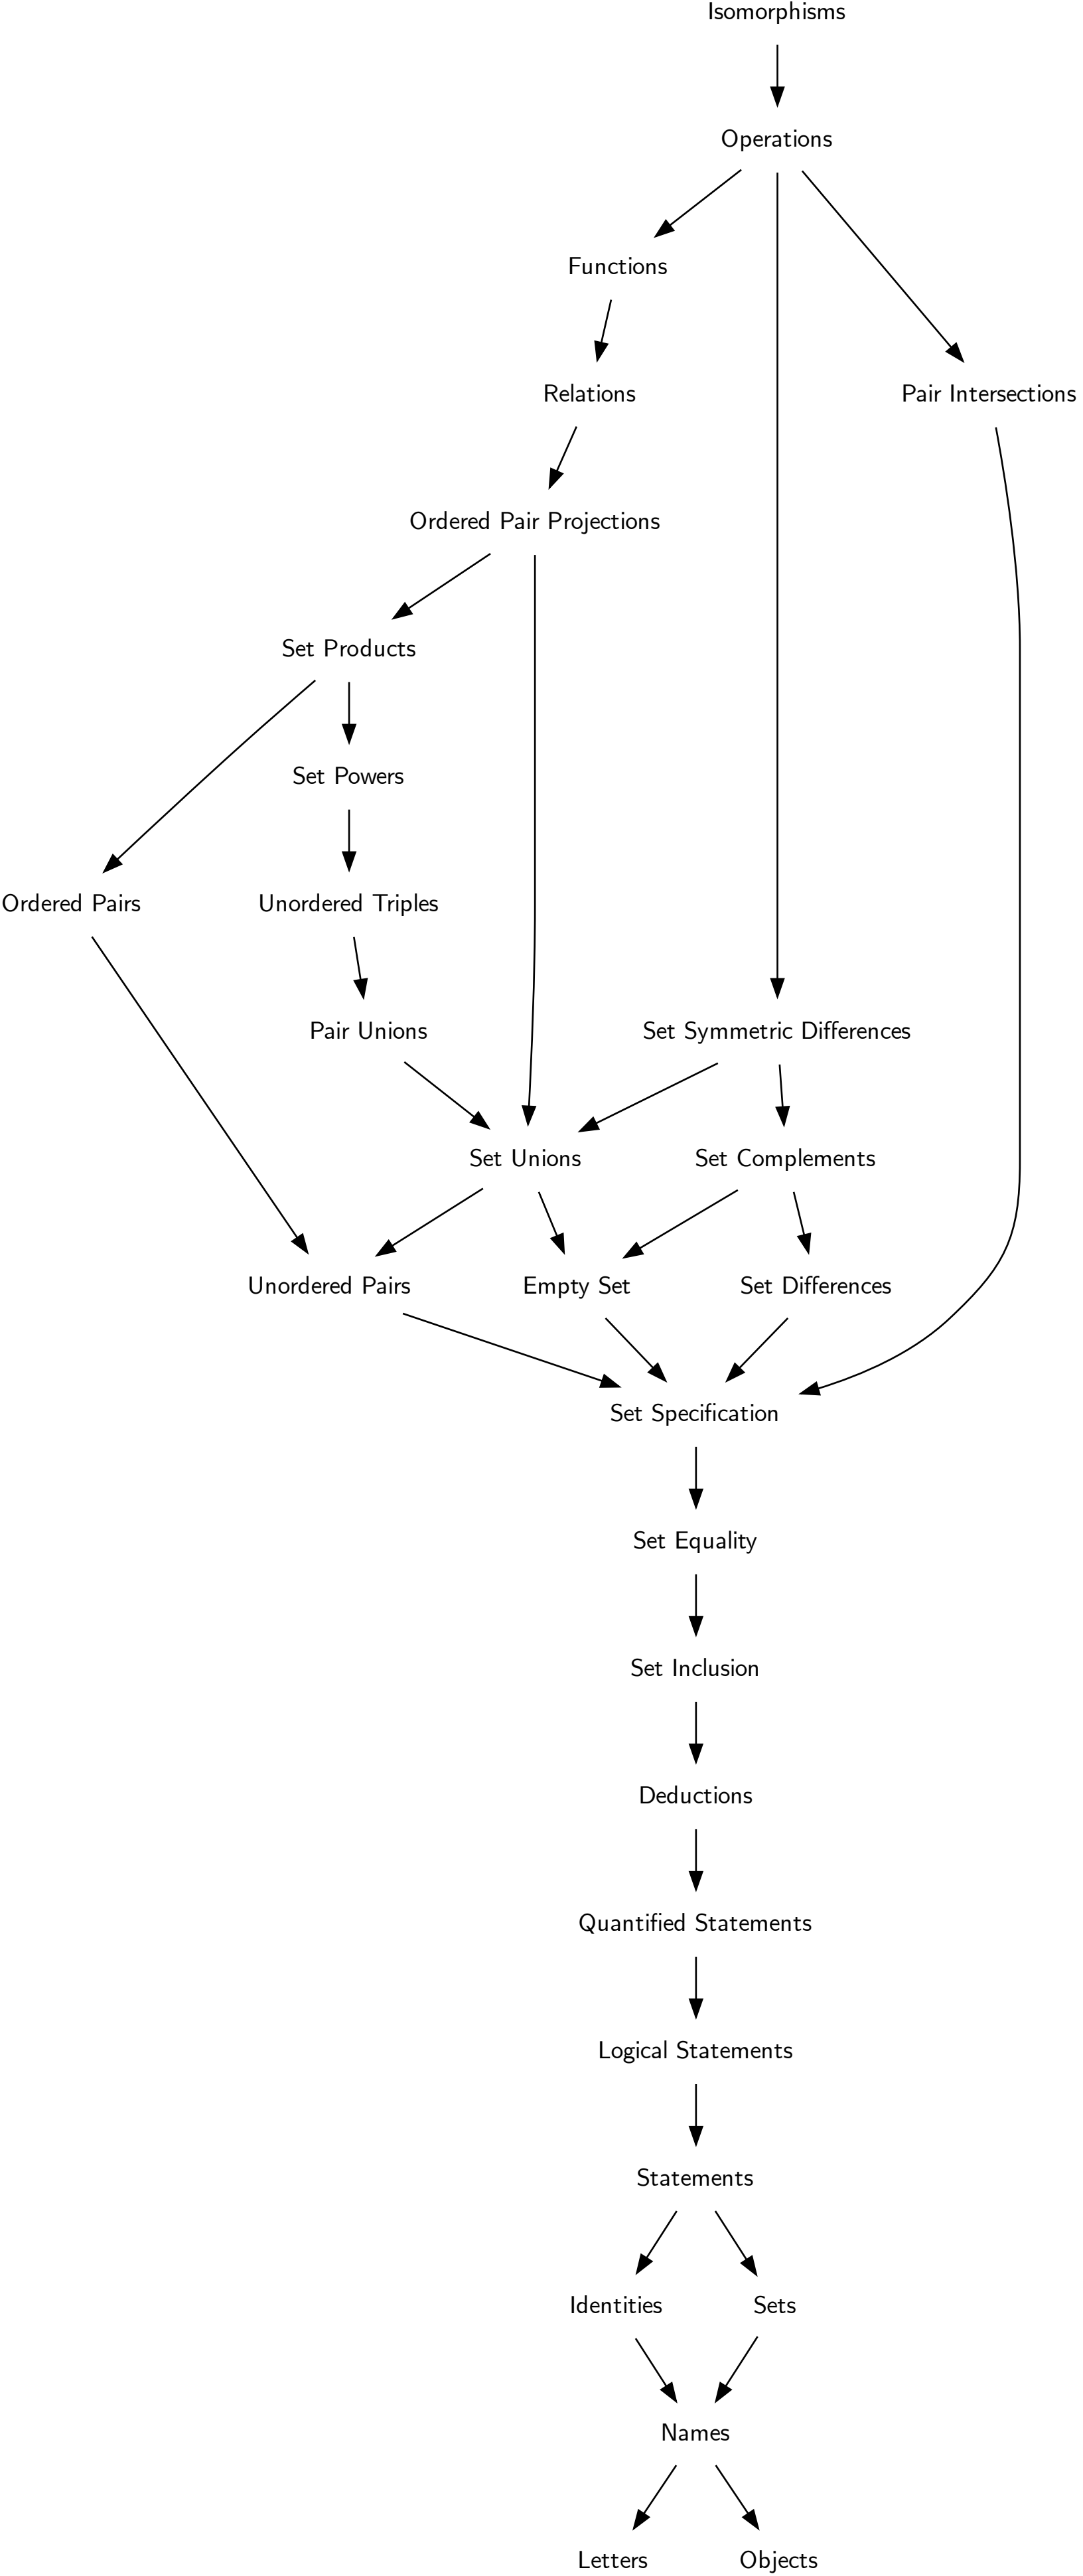 Isomorphisms
Operations
Functions
Relations
Pair Intersections
Ordered Pair Projections
Set Products
Set Powers
Ordered Pairs
Unordered Triples
Pair Unions
Set Symmetric Differences
Set Unions
Set Complements
Unordered Pairs
Empty Set
Set Differences
Set Specification
Set Equality
Set Inclusion
Deductions
Quantified Statements
Logical Statements
Statements
Identities
Sets
Names
Letters
Objects